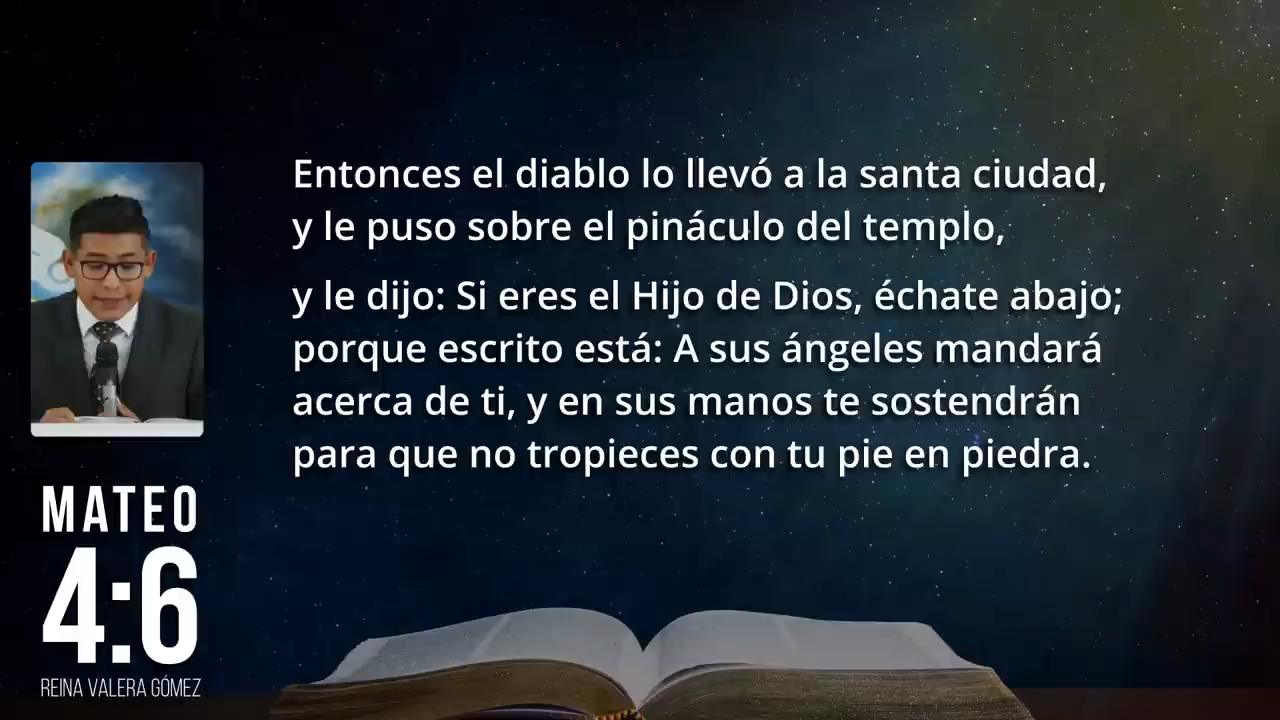 Entonces el diablo lo llevó a la santa ciudad,
y le puso sobre el pináculo del templo,
y le dijo: Si eres el Hijo de Dios, échate abajo;
porque escrito está: A sus ángeles mandará
acerca de ti, y en sus manos te sostendrán
para que no tropieces con tu pie en piedra.
MATEO
4:6
REINA VALERA GÓMEZ